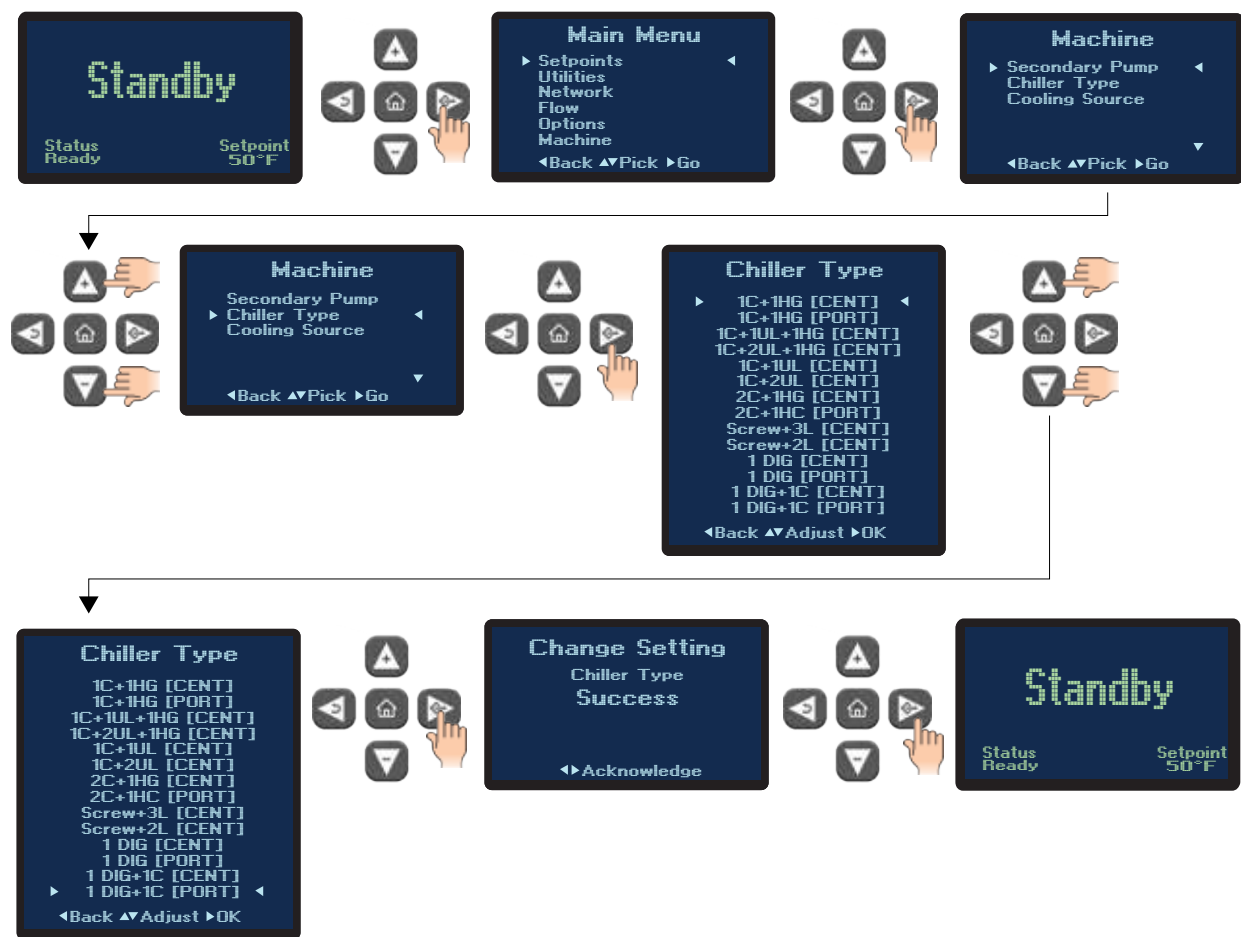 Standby
Status
Ready
Setpoint
50°F
Main Menu
▶ Setpoints ◀
Utilities
Network
Flow
Options
Machine
◀Back ▲▼Pick ▶Go
Machine
▶ Secondary Pump ◀
Chiller Type
Cooling Source
▼
◀Back ▲▼Pick ▶Go
Machine
Secondary Pump
▶ Chiller Type ◀
Cooling Source
▼
◀Back ▲▼Pick ▶Go
Chiller Type
▶ 1C+1HG [CENT] ◀
1C+1HG [PORT]
1C+1UL+1HG [CENT]
1C+2UL+1HG [CENT]
1C+1UL [CENT]
1C+2UL [CENT]
2C+1HG [CENT]
2C+1HC [PORT]
Screw+3L [CENT]
Screw+2L [CENT]
1 DIG [CENT]
1 DIG [PORT]
1 DIG+1C [CENT]
1 DIG+1C [PORT]
◀Back ▲▼Adjust ▶OK
Chiller Type
1C+1HG [CENT]
1C+1HG [PORT]
1C+1UL+1HG [CENT]
1C+2UL+1HG [CENT]
1C+1UL [CENT]
1C+2UL [CENT]
2C+1HG [CENT]
2C+1HC [PORT]
Screw+3L [CENT]
Screw+2L [CENT]
1 DIG [CENT]
1 DIG [PORT]
1 DIG+1C [CENT]
▶ 1 DIG+1C [PORT] ◀
◀Back ▲▼Adjust ▶OK
Change Setting
Chiller Type
Success
◀▶Acknowledge
Standby
Status
Ready
Setpoint
50°F